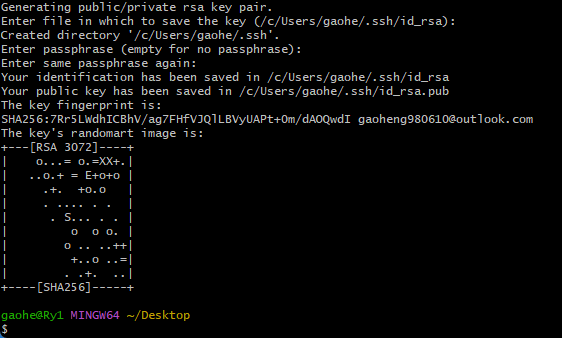 Generating public/private rsa key pair.
Enter file in which to save the key (/c/Users/gaohe/.ssh/id_rsa):
Created directory '/c/Users/gaohe/.ssh'.
Enter passphrase (empty for no passphrase):
Enter same passphrase again:
Your identification has been saved in /c/Users/gaohe/.ssh/id_rsa
Your public key has been saved in /c/Users/gaohe/.ssh/id_rsa.pub
The key fingerprint is:
SHA256:7Rr5LWdhICBhV/ag7FHfVJQlLBVyUAPt+Om/dAOQwdI gaoheng980610@outlook.com
The key's randomart image is:
+---[RSA 3072]----+
|    o...= o.=XX+.|
|   ..o.+ = E+o+o |
|     .+.  +o.o   |
|     . .... . .  |
|      . S... . . |
|         o  o o. |
|        o .. ..++|
|         +..o ..=|
|        . .+.  ..|
+----[SHA256]-----+
gaohe@Ry1 MINGW64 ~/Desktop
$